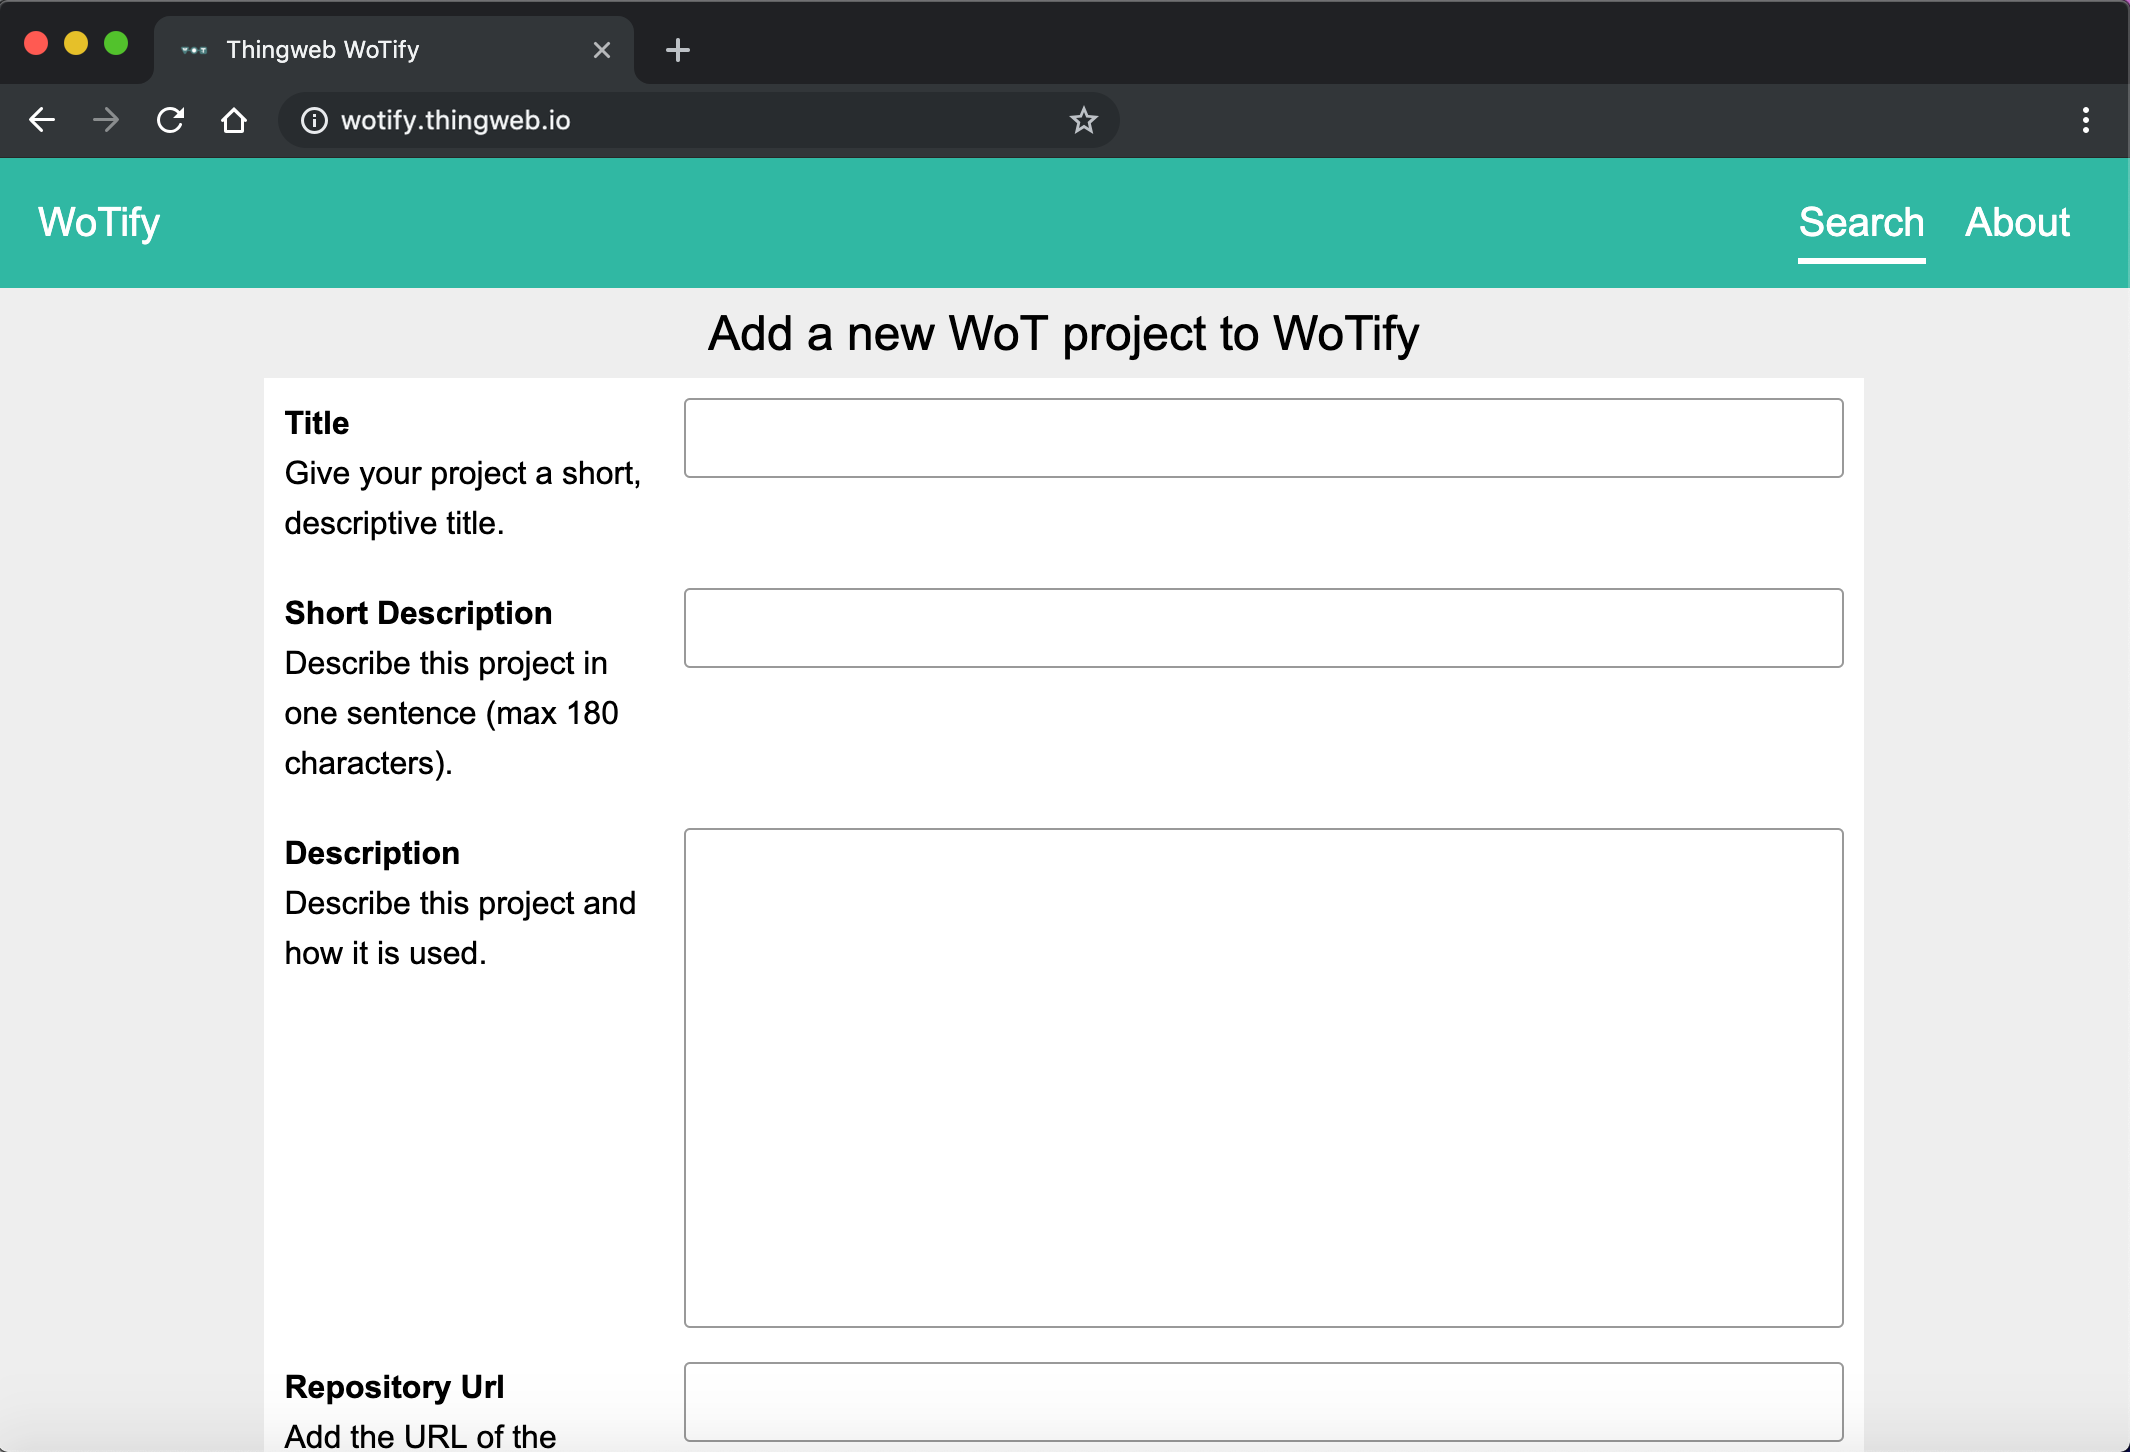 Thingweb WoTify
wotify.thingweb.io
WoTify
Search About
Add a new WoT project to WoTify
Title
Give your project a short,
descriptive title.
Short Description
Describe this project in
one sentence (max 180
characters).
Description
Describe this project and
how it is used.
Repository Url
Add the URL of the